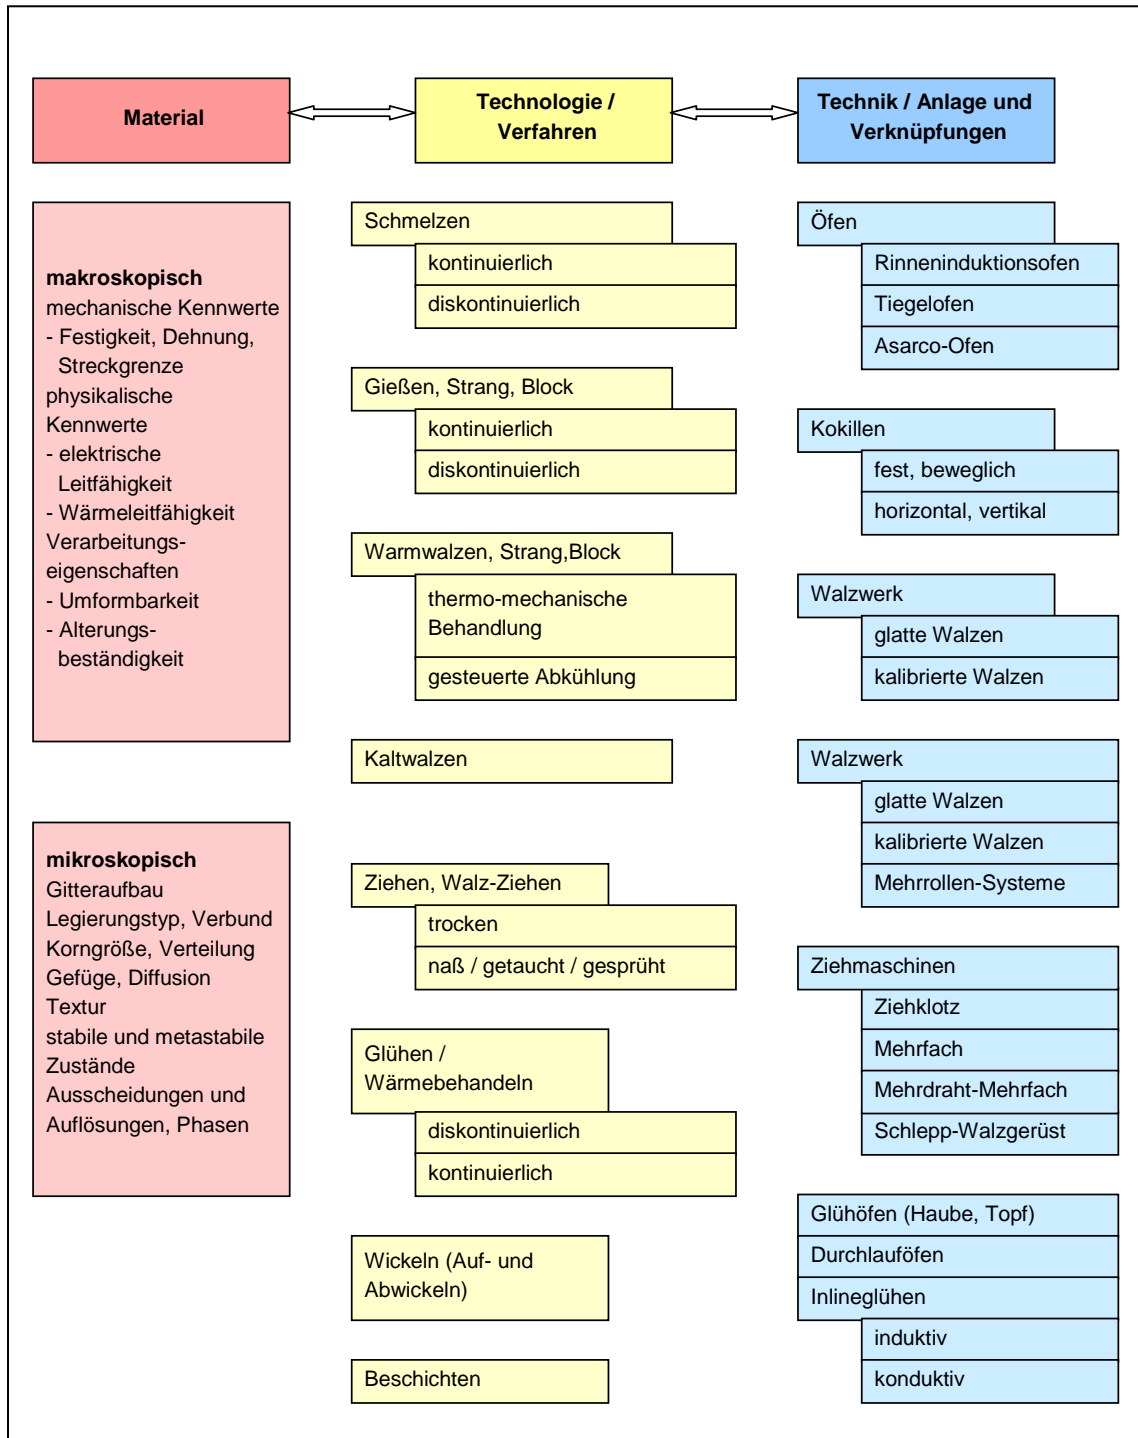 Material
Technologie /
Verfahren
Technik / Anlage und
Verknüpfungen
makroskopisch
mechanische Kennwerte
- Festigkeit, Dehnung,
Streckgrenze
physikalische
Kennwerte
- elektrische
Leitfähigkeit
- Wärmeleitfähigkeit
Verarbeitungs-
eigenschaften
- Umformbarkeit
- Alterungs-
beständigkeit
mikroskopisch
Gitteraufbau
Legierungstyp, Verbund
Korngröße, Verteilung
Gefüge, Diffusion
Textur
stabile und metastabile
Zustände
Ausscheidungen und
Auflösungen, Phasen
Schmelzen
kontinuierlich
diskontinuierlich
Gießen, Strang, Block
kontinuierlich
diskontinuierlich
Warmwalzen, Strang,Block
thermo-mechanische
Behandlung
gesteuerte Abkühlung
Kaltwalzen
Ziehen, Walz-Ziehen
trocken
naß / getaucht / gesprüht
Glühen /
Wärmebehandeln
diskontinuierlich
kontinuierlich
Wickeln (Auf- und
Abwickeln)
Beschichten
Öfen
Rinneninduktionsofen
Tiegelofen
Asarco-Ofen
Kokillen
fest, beweglich
horizontal, vertikal
Walzwerk
glatte Walzen
kalibrierte Walzen
Walzwerk
glatte Walzen
kalibrierte Walzen
Mehrrollen-Systeme
Ziehmaschinen
Ziehklotz
Mehrfach
Mehrdraht-Mehrfach
Schlepp-Walzgerüst
Glühöfen (Haube, Topf)
Durchlauföfen
Inlineglühen
induktiv
konduktiv